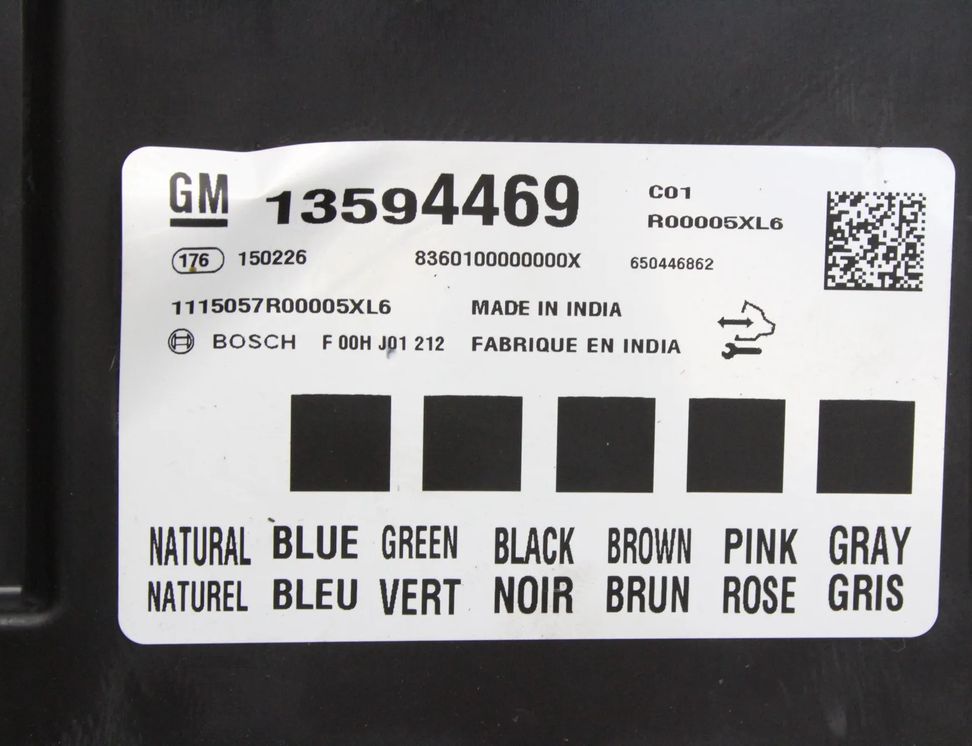 GM 13594469 C01
R00005XL6
176 150226 8360100000000X 650446862
1115057R00005XL6 MADE IN INDIA
BOSCH F 00H J01 212 FABRIQUE EN INDIA
NATURAL BLUE GREEN BLACK BROWN PINK GRAY
NATUREL BLEU VERT NOIR BRUN ROSE GRIS